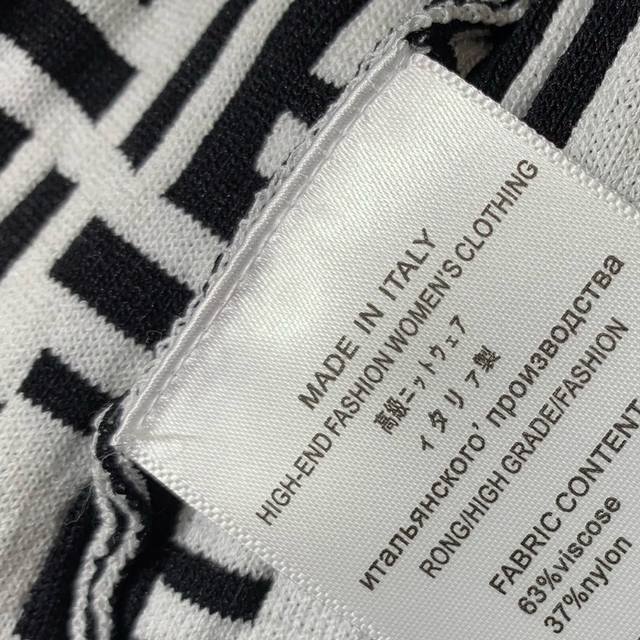 MADE IN ITALY
HIGH-END FASHION WOMEN'S CLOTHING
高級ニットウェア
イタリア製
итальянского' производства
RONG/HIGH GRADE/FASHION
FABRIC CONTENT
63%viscose
37%nylon